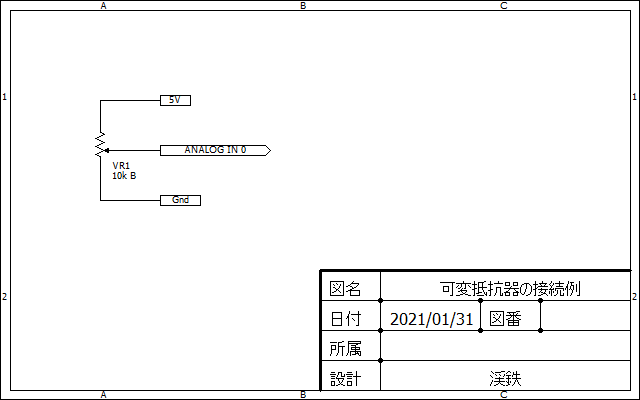 A B C
1 1
5V
ANALOG IN 0
VR1
10k B
Gnd
2 2
図名 可変抵抗器の接続例
日付 2021/01/31 図番
所属
設計 渓鉄
A B C